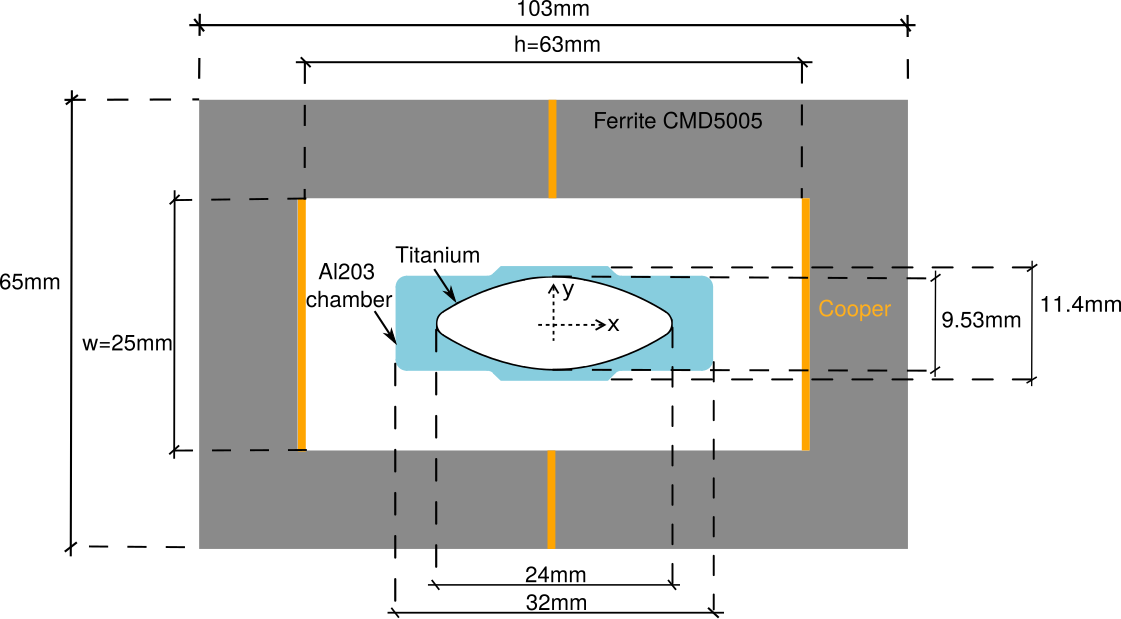 103mm
h=63mm
Ferrite CMD5005
Titanium
Al203
chamber
y
x
65mm
w=25mm
Cooper
9.53mm
11.4mm
24mm
32mm